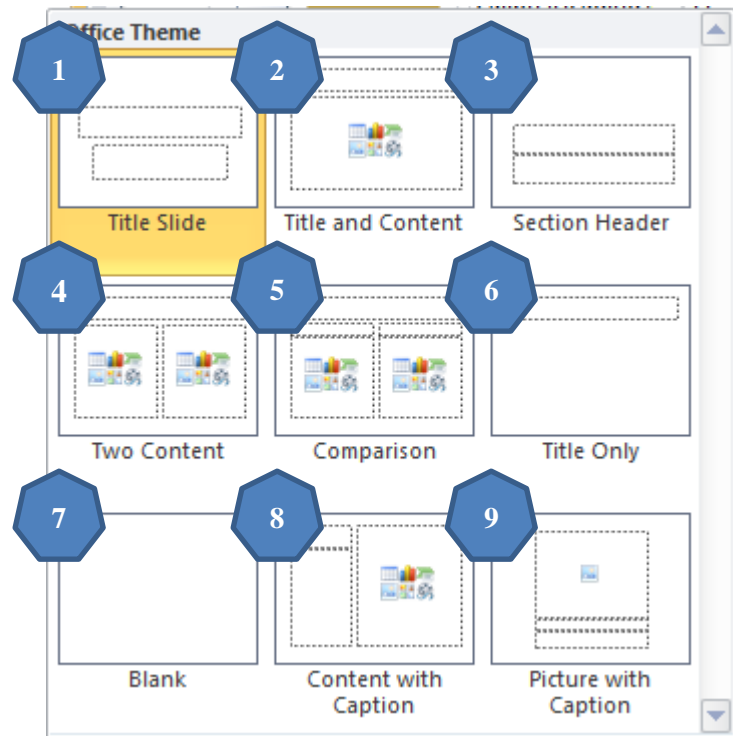 Office Theme
1
2
3
Title Slide
Title and Content
Section Header
4
5
6
Two Content
Comparison
Title Only
7
8
9
Blank
Content with
Caption
Picture with
Caption